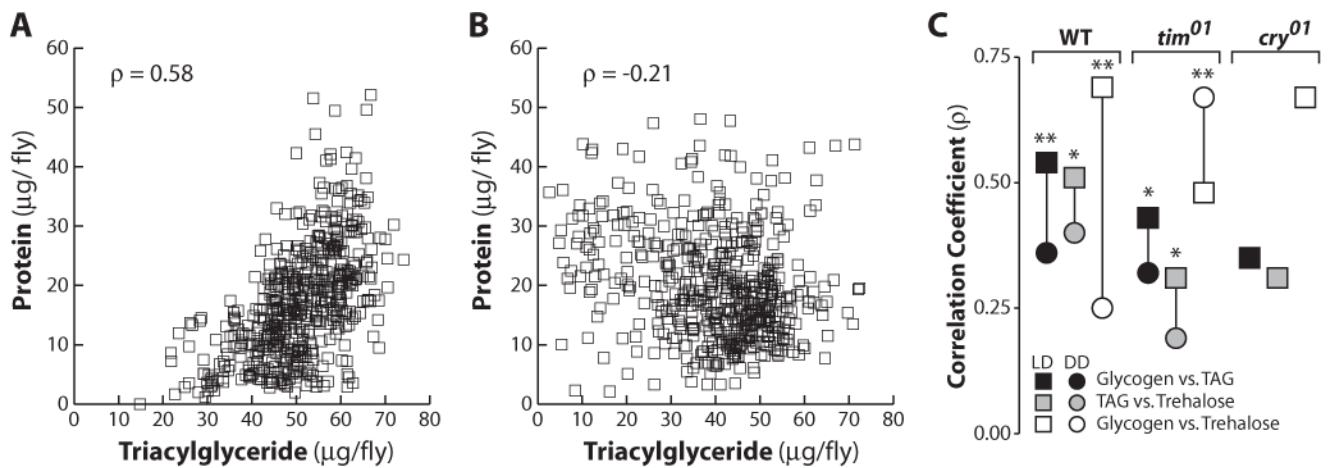 A
Protein (μg/ fly)
60
50
40
30
20
10
0
ρ = 0.58
0 10 20 30 40 50 60 70 80
Triacylglyceride (μg/fly)
B
Protein (μg/ fly)
60
50
40
30
20
10
0
ρ = -0.21
0 10 20 30 40 50 60 70 80
Triacylglyceride (μg/fly)
C
WT tim01 cry01
Correlation Coefficient (ρ)
0.75
0.50
0.25
0.00
** * ** * * **
LD DD
Glycogen vs. TAG
TAG vs. Trehalose
Glycogen vs. Trehalose